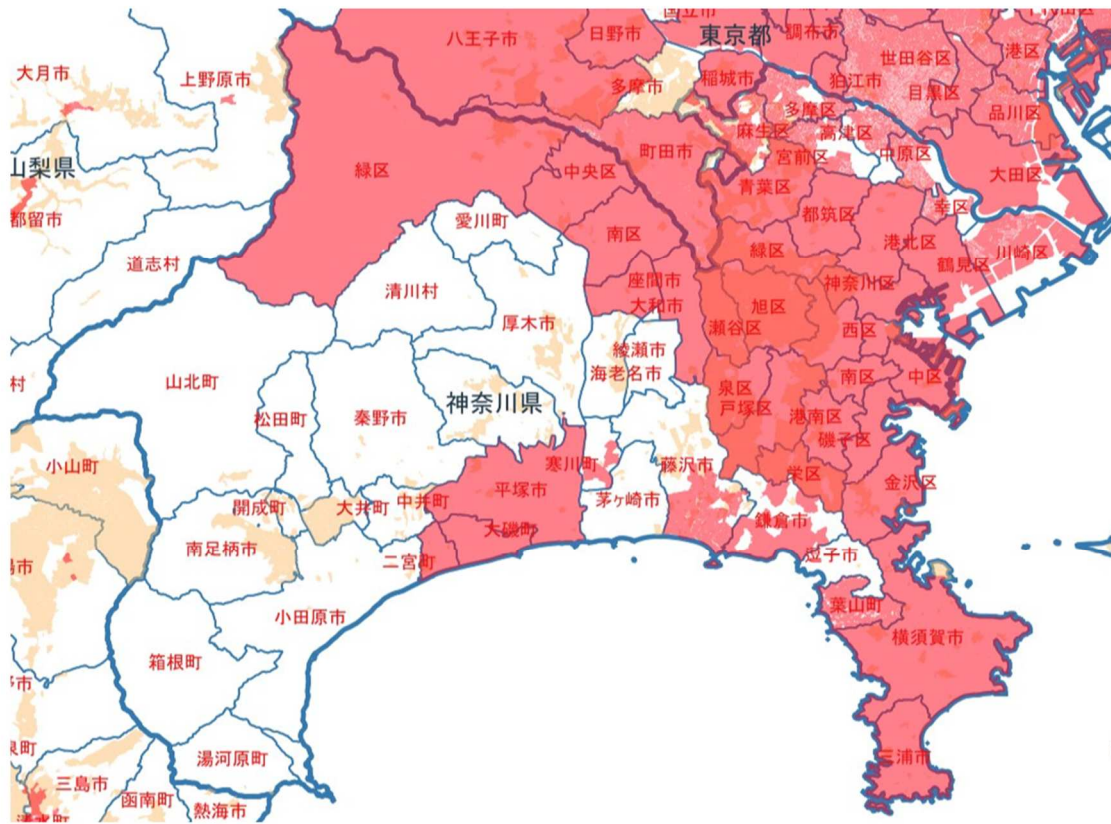 国立市
千代田区
八王子市
日野市
東京都
調布市
世田谷区
港区
大月市
上野原市
多摩市
稲城市
狛江市
目黒区
品川区
多摩区
麻生区
高津区
町田市
宮前区
中原区
山梨県
緑区
中央区
青葉区
大田区
都留市
愛川町
南区
都筑区
幸区
緑区
港北区
道志村
川崎区
鶴見区
座間市
清川村
神奈川区
大和市
旭区
厚木市
瀬谷区
西区
綾瀬市
海老名市
村
山北町
南区
中区
泉区
神奈川県
戸塚区
松田町
秦野市
港南区
磯子区
小山町
寒川町
藤沢市
栄区
金沢区
平塚市
茅ヶ崎市
開成町
大井町
中井町
鎌倉市
大磯町
南足柄市
二宮町
逗子市
市
葉山町
小田原市
横須賀市
箱根町
市
湯河原町
三浦市
三島市
函南町
熱海市
清水町